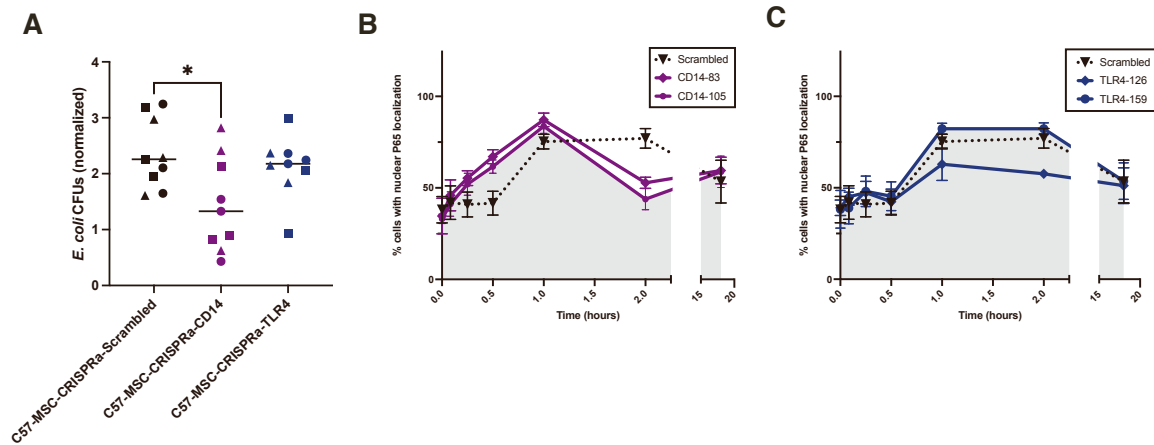 A
E. coli CFUs (normalized)
4
3
2
1
0
*
C57-MSC-CRISPRa-Scrambled
C57-MSC-CRISPRa-CD14
C57-MSC-CRISPRa-TLR4
B
% cells with nuclear P65 localization
100
50
0
Scrambled
CD14-83
CD14-105
0.0
0.5
1.0
1.5
2.0
15
20
Time (hours)
C
% cells with nuclear P65 localization
100
50
0
Scrambled
TLR4-126
TLR4-159
0.0
0.5
1.0
1.5
2.0
15
20
Time (hours)